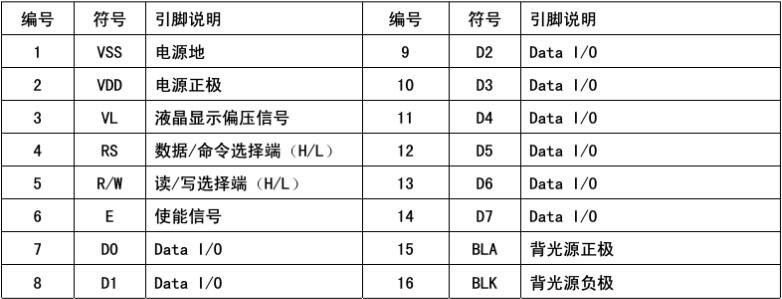 编号 符号 引脚说明 编号 符号 引脚说明
1 VSS 电源地 9 D2 Data I/O
2 VDD 电源正极 10 D3 Data I/O
3 VL 液晶显示偏压信号 11 D4 Data I/O
4 RS 数据/命令选择端（H/L） 12 D5 Data I/O
5 R/W 读/写选择端（H/L） 13 D6 Data I/O
6 E 使能信号 14 D7 Data I/O
7 D0 Data I/O 15 BLA 背光源正极
8 D1 Data I/O 16 BLK 背光源负极